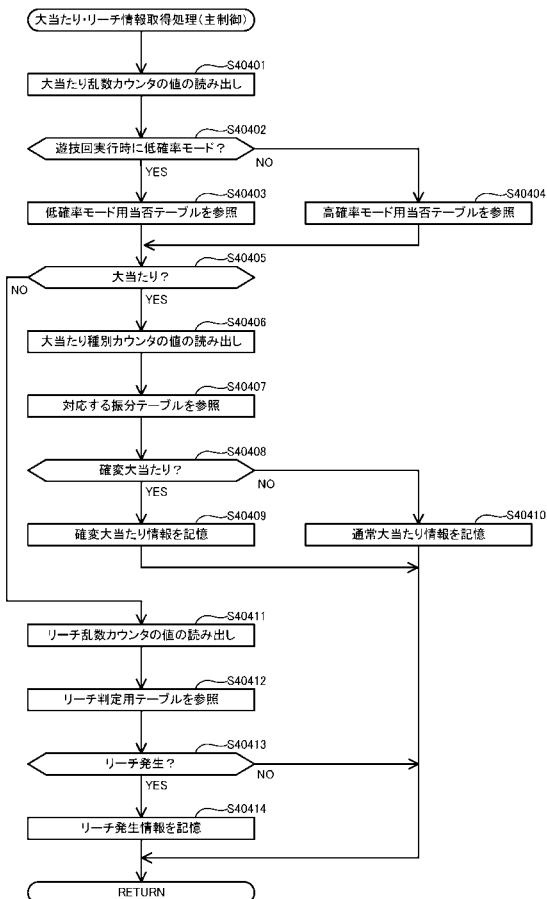 大当たり・リーチ情報取得処理(主制御)
S40401
大当たり乱数カウンタの値の読み出し
S40402
遊技回実行時に低確率モード?
NO
YES
S40403
S40404
低確率モード用当否テーブルを参照
高確率モード用当否テーブルを参照
S40405
大当たり?
NO
YES
S40406
大当たり種別カウンタの値の読み出し
S40407
対応する振分テーブルを参照
S40408
確変大当たり?
NO
YES
S40409
S40410
確変大当たり情報を記憶
通常大当たり情報を記憶
S40411
リーチ乱数カウンタの値の読み出し
S40412
リーチ判定用テーブルを参照
S40413
リーチ発生?
NO
YES
S40414
リーチ発生情報を記憶
RETURN